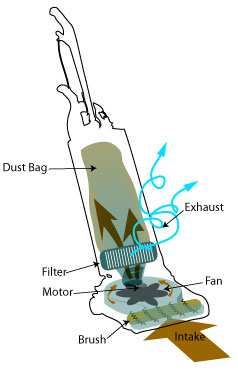 Dust Bag
Exhaust
Filter
Motor
Fan
Brush
Intake